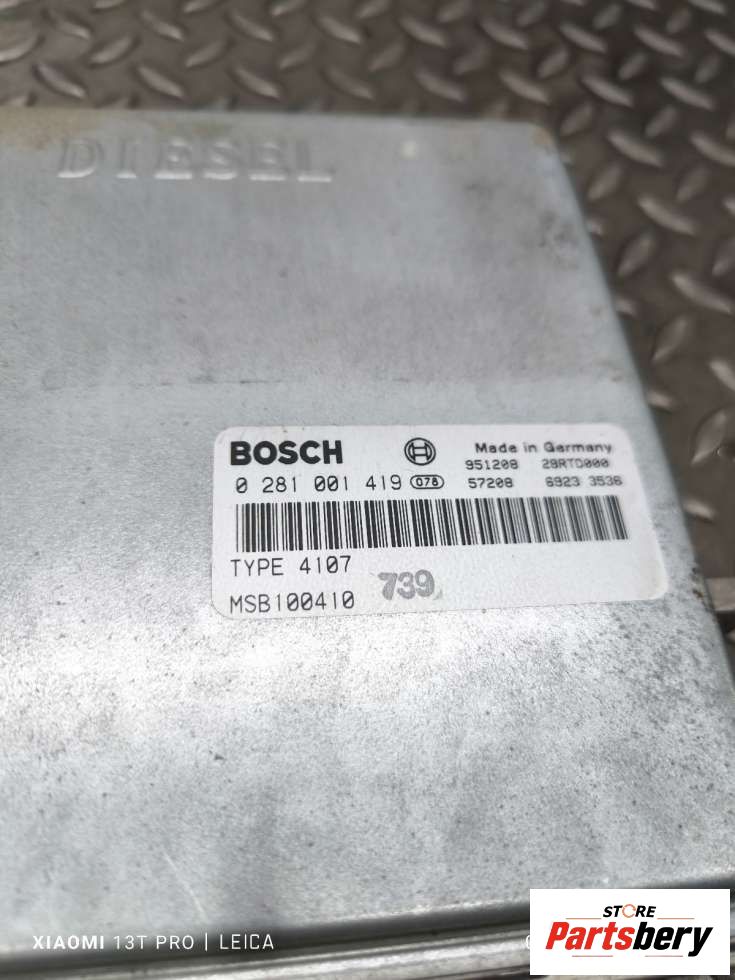 DIESEL
BOSCH Made in Germany
951208 28RTD000
0 281 001 419 078 57208 6923 3536
TYPE 4107
739
MSB100410
XIAOMI 13T PRO | LEICA
STORE
Partsbery